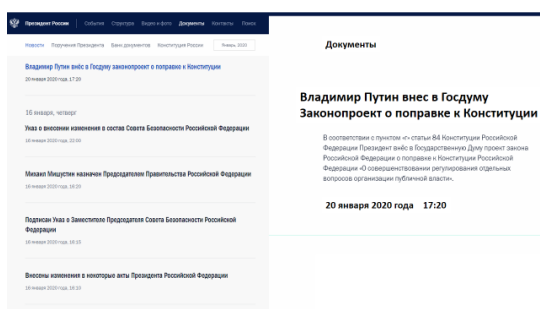 Президент России
События Структура Видео и фото Документы Контакты Поиск
Новости Поручения Президента Банк документов Конституция России Январь, 2020
Владимир Путин внёс в Госдуму законопроект о поправке к Конституции
20 января 2020 года, 17:20
16 января, четверг
Указ о внесении изменения в состав Совета Безопасности Российской Федерации
16 января 2020 года, 22:00
Михаил Мишустин назначен Председателем Правительства Российской Федерации
16 января 2020 года, 16:20
Подписан Указ о Заместителе Председателя Совета Безопасности Российской
Федерации
16 января 2020 года, 16:15
Внесены изменения в некоторые акты Президента Российской Федерации
16 января 2020 года, 16:10
Документы
Владимир Путин внес в Госдуму
Законопроект о поправке к Конституции
В соответствии с пунктом «г» статьи 84 Конституции Российской
Федерации Президент внёс в Государственную Думу проект закона
Российской Федерации о поправке к Конституции Российской
Федерации «О совершенствовании регулирования отдельных
вопросов организации публичной власти».
20 января 2020 года 17:20